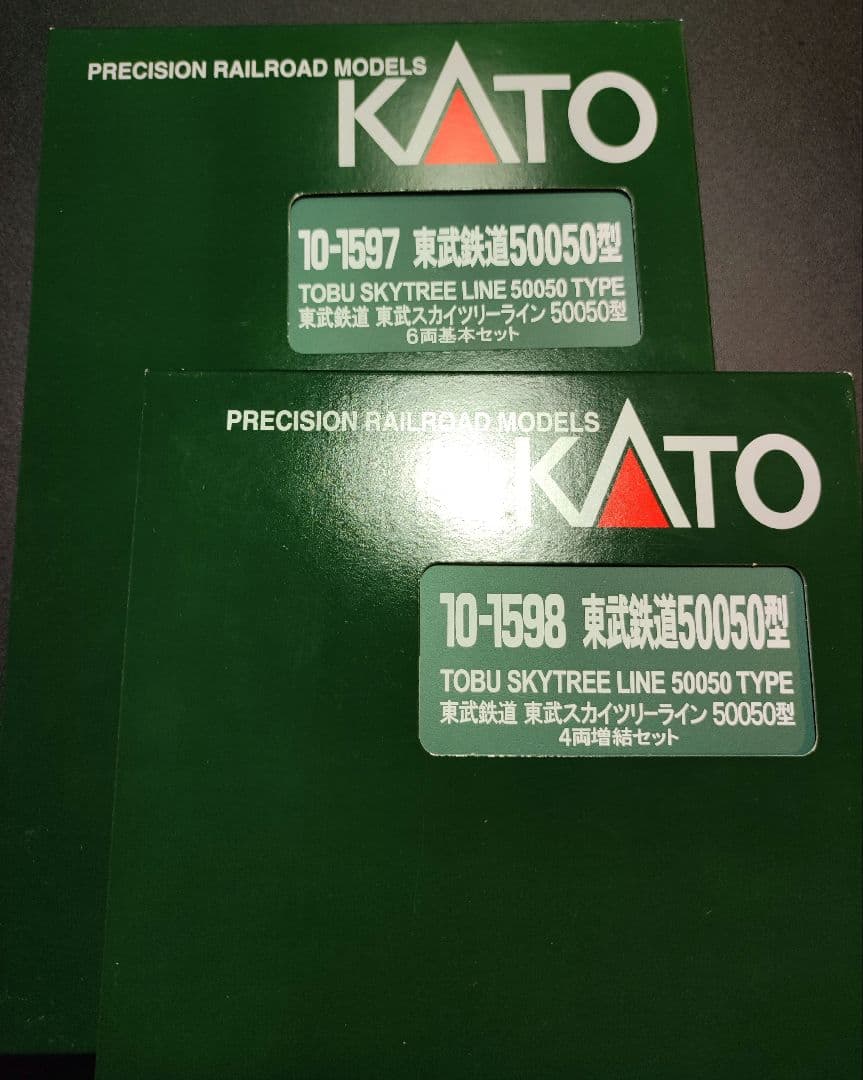 PRECISION RAILROAD MODELS
KATO
10-1597 東武鉄道50050型
TOBU SKYTREE LINE 50050 TYPE
東武鉄道 東武スカイツリーライン 50050型
6両基本セット
PRECISION RAILROAD MODELS
KATO
10-1598 東武鉄道50050型
TOBU SKYTREE LINE 50050 TYPE
東武鉄道 東武スカイツリーライン 50050型
4両増結セット